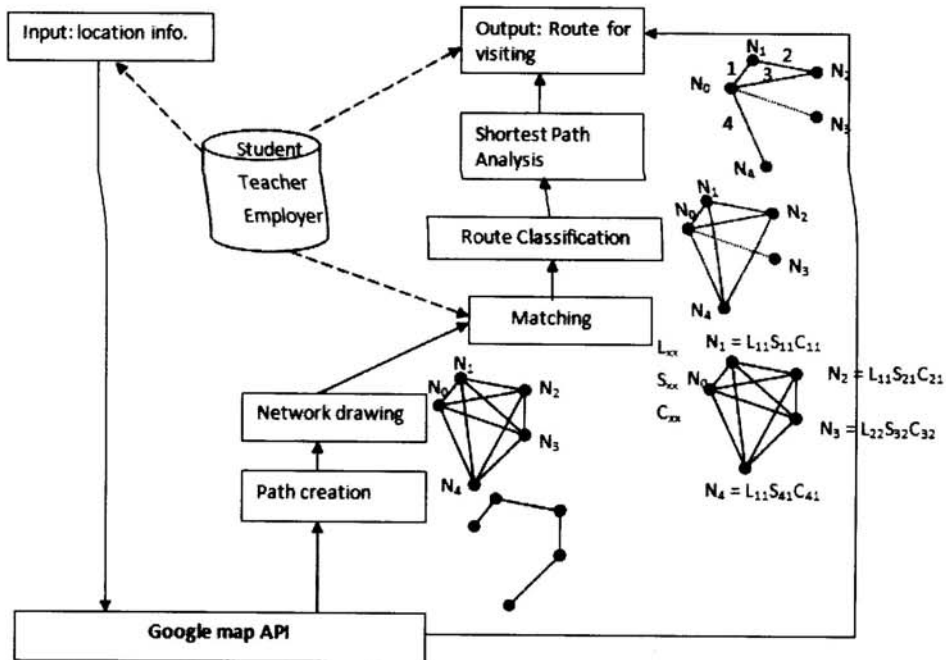 Input: location info.
Output: Route for
visiting
Student
Teacher
Employer
Shortest Path
Analysis
Route Classification
Matching
Network drawing
Path creation
Google map API
N₁
1
2
N₀
3
N₂
4
N₃
N₄
N₁
N₀
N₂
N₃
N₄
Lₓₓ
Sₓₓ
Cₓₓ
N₁ = L₁₁S₁₁C₁₁
N₀
N₂ = L₁₁S₂₁C₂₁
N₃ = L₂₂S₃₂C₃₂
N₄ = L₁₁S₄₁C₄₁
N₁
N₀
N₂
N₃
N₄